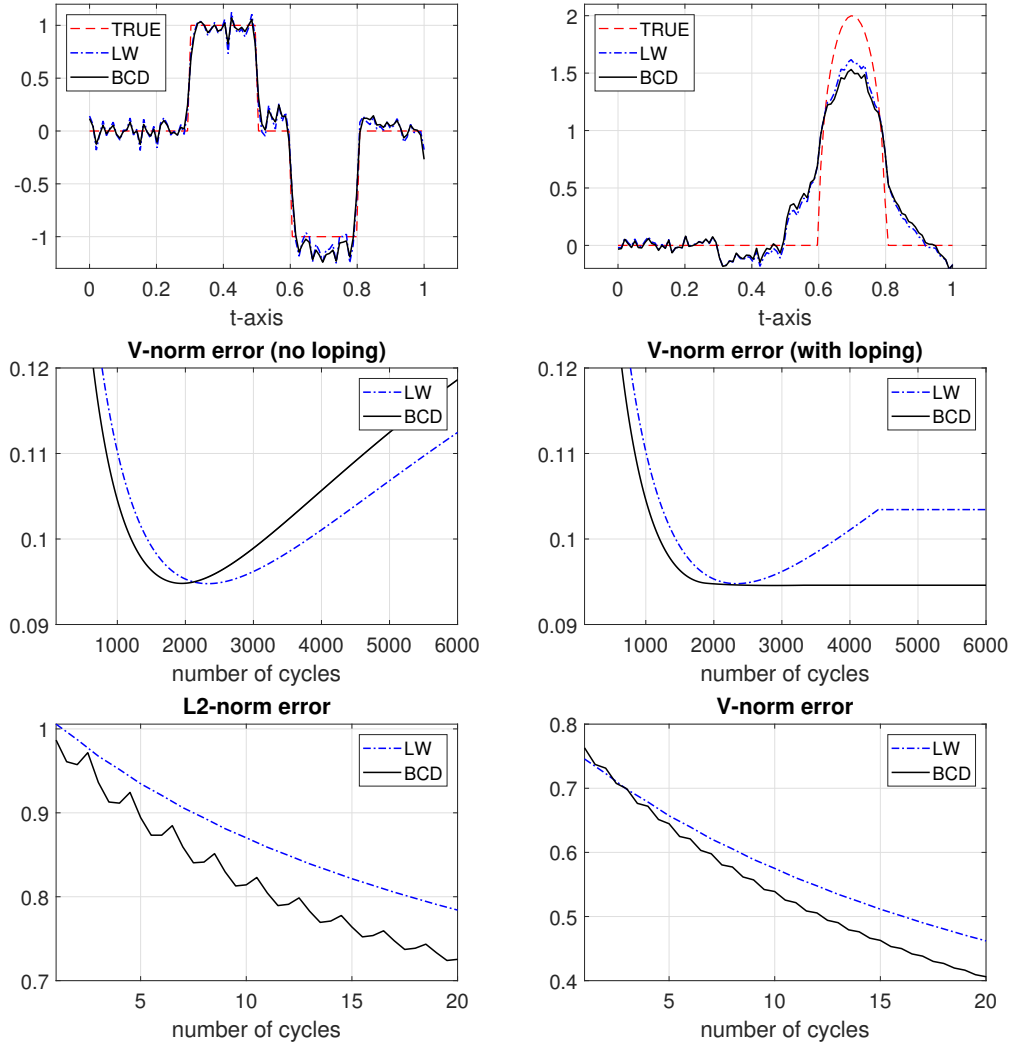 TRUE
LW
BCD
1
0.5
0
-0.5
-1
0
0.2
0.4
0.6
0.8
1
t-axis
TRUE
LW
BCD
2
1.5
1
0.5
0
0
0.2
0.4
0.6
0.8
1
t-axis
V-norm error (no loping)
LW
BCD
0.12
0.11
0.1
0.09
1000
2000
3000
4000
5000
6000
number of cycles
V-norm error (with loping)
LW
BCD
0.12
0.11
0.1
0.09
1000
2000
3000
4000
5000
6000
number of cycles
L2-norm error
LW
BCD
1
0.9
0.8
0.7
5
10
15
20
number of cycles
V-norm error
LW
BCD
0.8
0.7
0.6
0.5
0.4
5
10
15
20
number of cycles